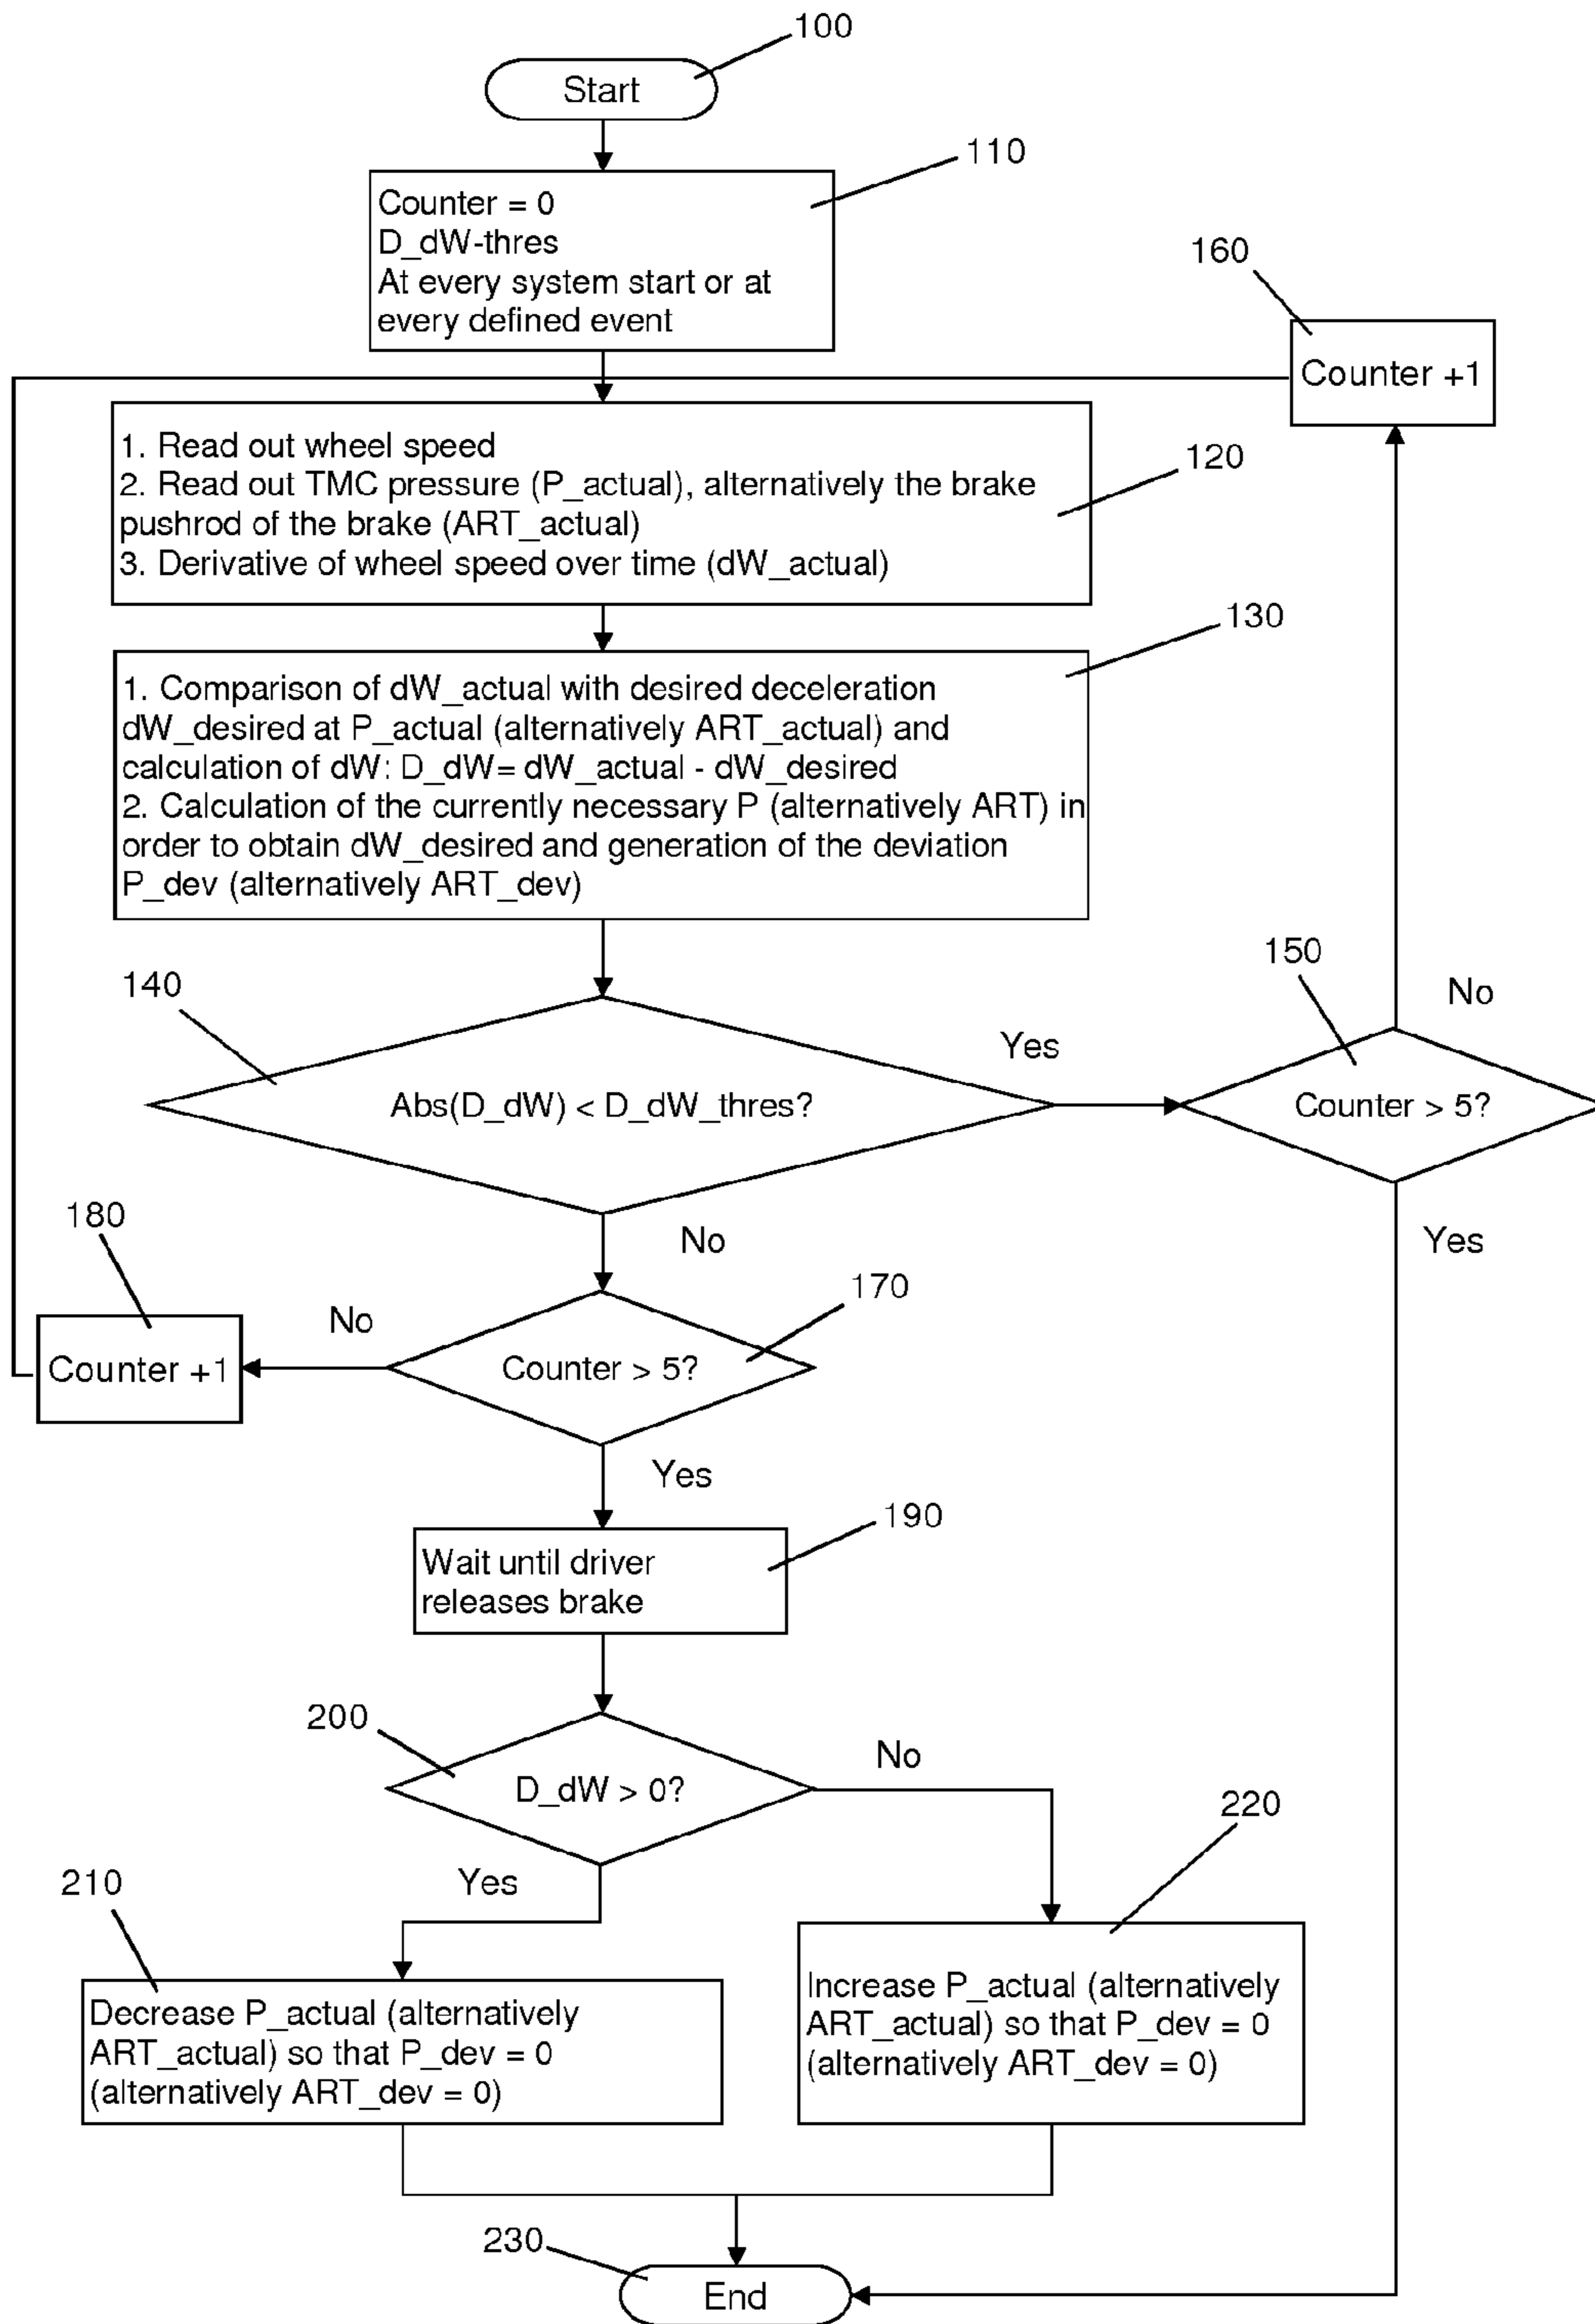 100
Start
110
Counter = 0
D_dW-thres
At every system start or at
every defined event
160
Counter +1
120
1. Read out wheel speed
2. Read out TMC pressure (P_actual), alternatively the brake
pushrod of the brake (ART_actual)
3. Derivative of wheel speed over time (dW_actual)
130
1. Comparison of dW_actual with desired deceleration
dW_desired at P_actual (alternatively ART_actual) and
calculation of dW: D_dW= dW_actual - dW_desired
2. Calculation of the currently necessary P (alternatively ART) in
order to obtain dW_desired and generation of the deviation
P_dev (alternatively ART_dev)
140
Abs(D_dW) < D_dW_thres?
Yes
150
Counter > 5?
No
Yes
No
170
Counter > 5?
No
180
Counter +1
Yes
190
Wait until driver
releases brake
200
D_dW > 0?
No
Yes
210
Decrease P_actual (alternatively
ART_actual) so that P_dev = 0
(alternatively ART_dev = 0)
220
Increase P_actual (alternatively
ART_actual) so that P_dev = 0
(alternatively ART_dev = 0)
230
End